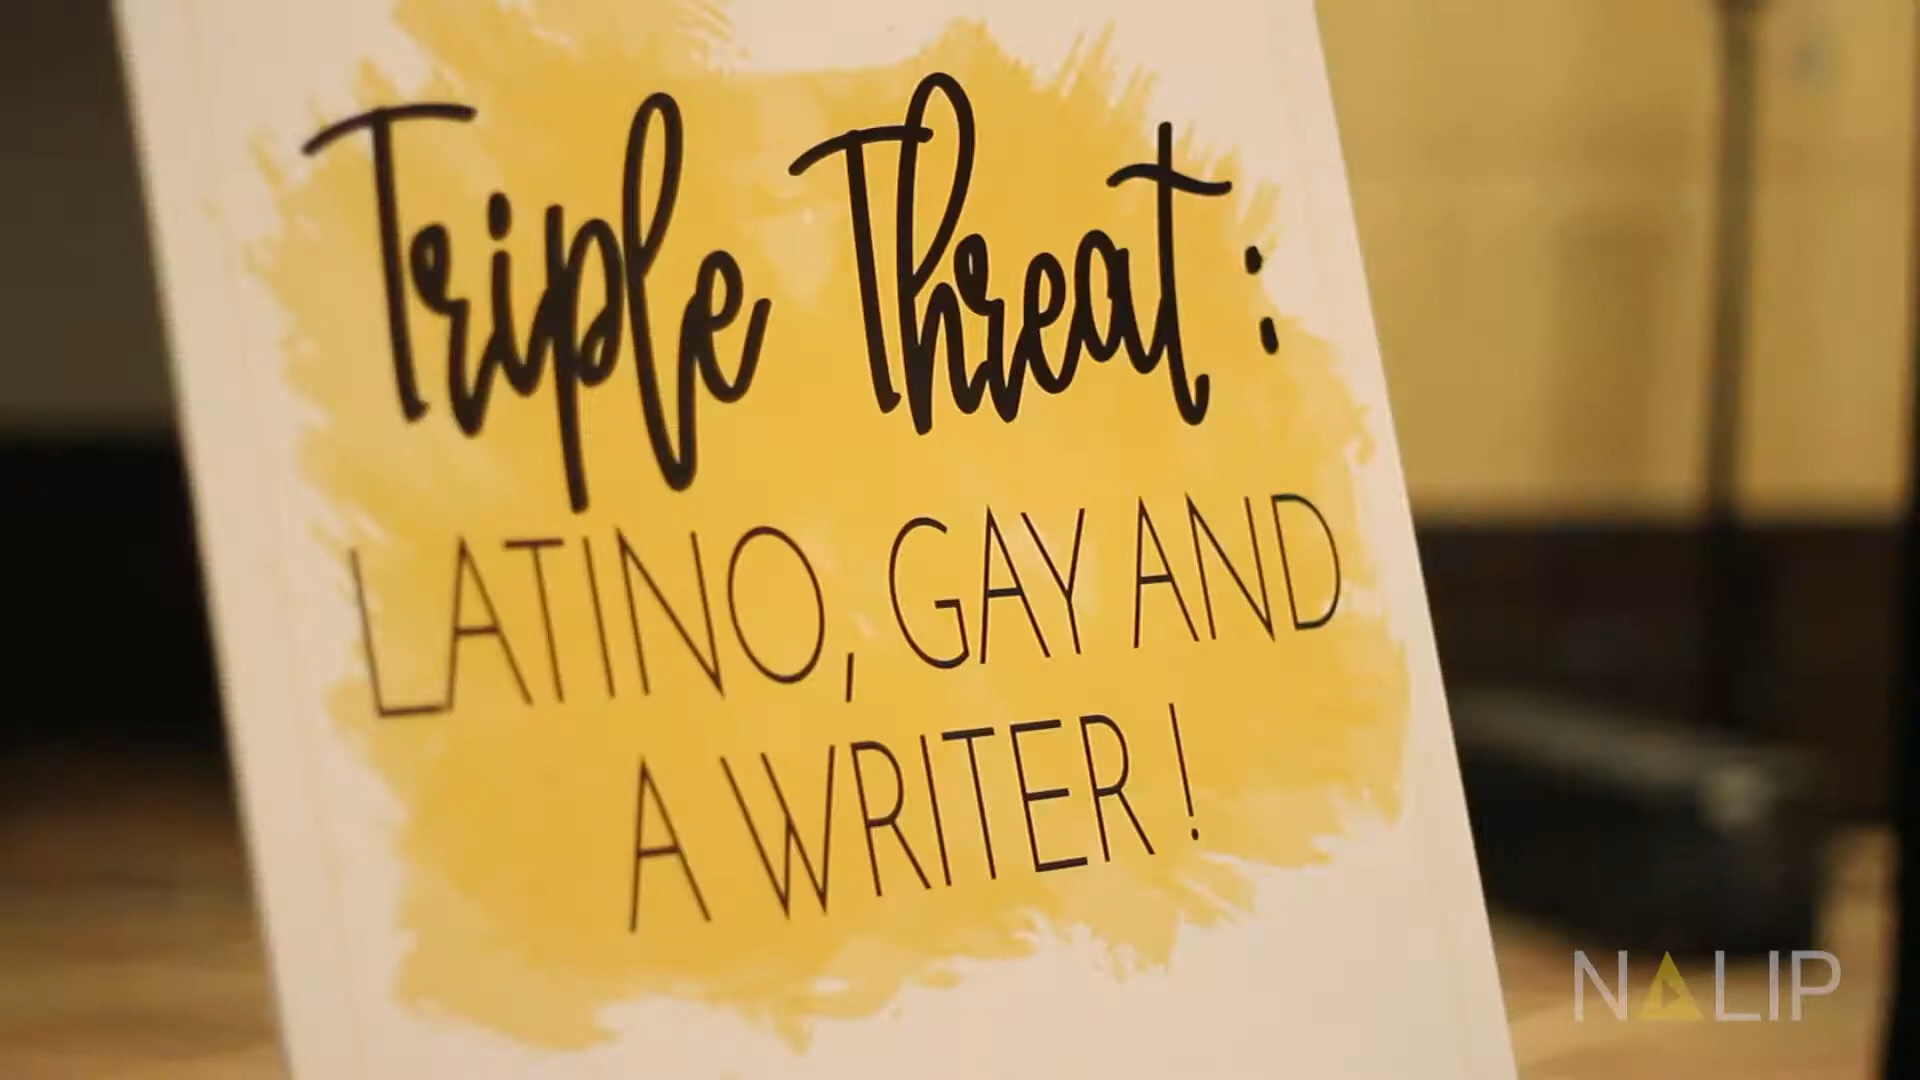 Triple Threat :
LATINO, GAY AND
A WRITER !
NALIP